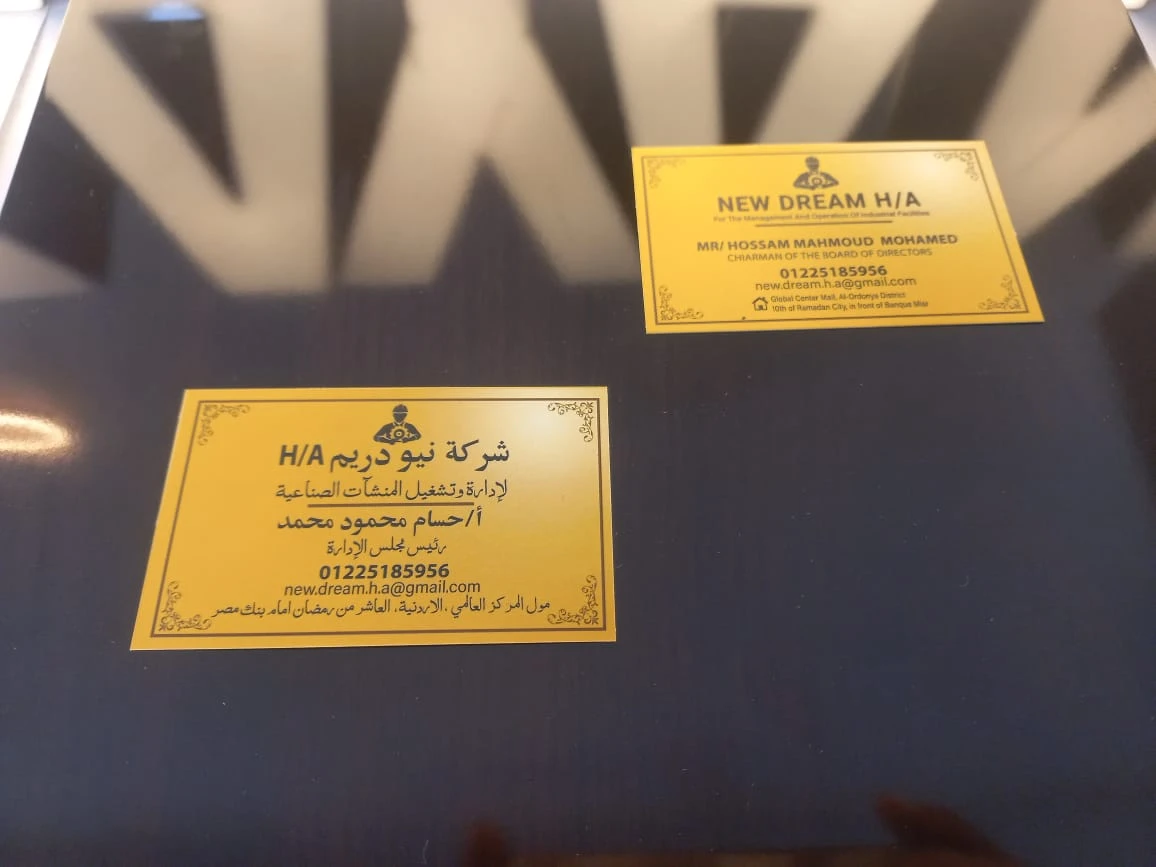 NEW DREAM H/A
For The Management And Operation Of Industrial Facilities
MR/ HOSSAM MAHMOUD MOHAMED
CHIARMAN OF THE BOARD OF DIRECTORS
01225185956
new.dream.h.a@gmail.com
Global Center Mall, Al-Ordonya District
10th of Ramadan City, in front of Banque Misr
شركة نيو دريم H/A
لإدارة وتشغيل المنشآت الصناعية
أ/حسام محمود محمد
رئيس مجلس الإدارة
01225185956
new.dream.h.a@gmail.com
مول المركز العالمي ،الاردنية، العاشر من رمضان امام بنك مصر